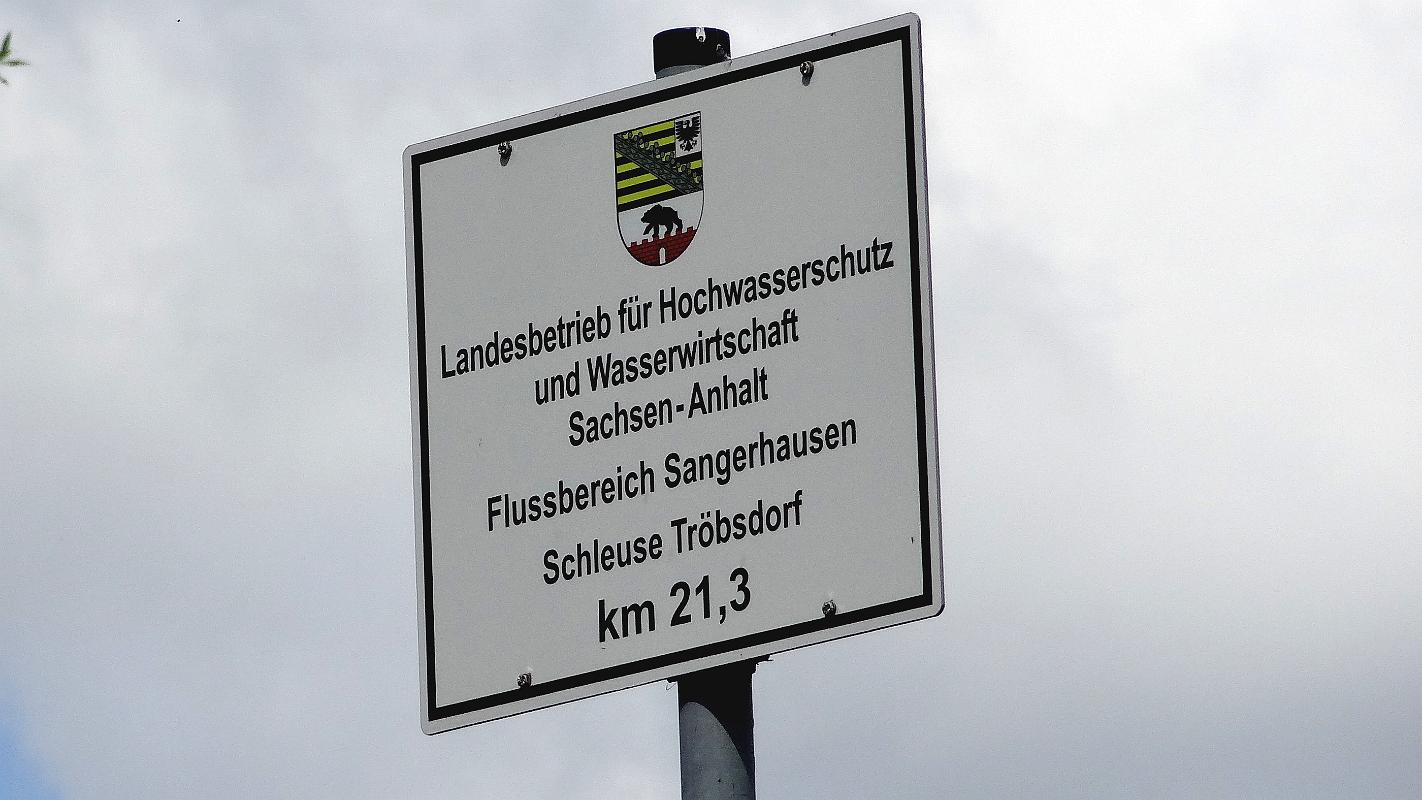 Landesbetrieb für Hochwasserschutz
und Wasserwirtschaft
Sachsen-Anhalt
Flussbereich Sangerhausen
Schleuse Tröbsdorf
km 21,3